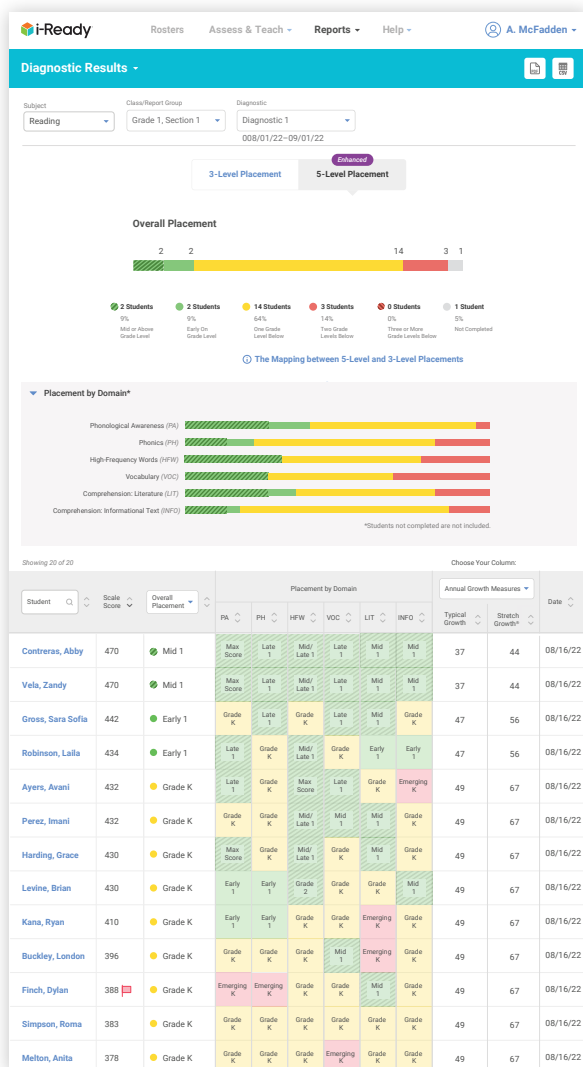 i-Ready
Rosters Assess & Teach Reports Help A. McFadden
Diagnostic Results
PDF CSV
Subject Class/Report Group Diagnostic
Reading Grade 1, Section 1 Diagnostic 1
008/01/22–09/01/22
Enhanced
3-Level Placement 5-Level Placement
Overall Placement
2 2 14 3 1
2 Students 2 Students 14 Students 3 Students 0 Students 1 Student
9% 9% 64% 14% 0% 5%
Mid or Above Early On One Grade Two Grade Three or More Not Completed
Grade Level Grade Level Level Below Levels Below Grade Levels Below
The Mapping between 5-Level and 3-Level Placements
Placement by Domain*
Phonological Awareness (PA)
Phonics (PH)
High-Frequency Words (HFW)
Vocabulary (VOC)
Comprehension: Literature (LIT)
Comprehension: Informational Text (INFO)
*Students not completed are not included.
Showing 20 of 20 Choose Your Column:
Student Scale Score Overall Placement Placement by Domain Annual Growth Measures Date
PA PH HFW VOC LIT INFO Typical Growth Stretch Growth*
Contreras, Abby 470 Mid 1 Max Score Late 1 Mid/ Late 1 Late 1 Mid 1 Mid 1 37 44 08/16/22
Vela, Zandy 470 Mid 1 Max Score Late 1 Mid/ Late 1 Late 1 Mid 1 Mid 1 37 44 08/16/22
Gross, Sara Sofia 442 Early 1 Grade K Late 1 Grade K Late 1 Mid 1 Grade K 47 56 08/16/22
Robinson, Laila 434 Early 1 Late 1 Grade K Mid/ Late 1 Grade K Early 1 Early 1 47 56 08/16/22
Ayers, Avani 432 Grade K Late 1 Grade K Max Score Late 1 Grade K Emerging K 49 67 08/16/22
Perez, Imani 432 Grade K Grade K Grade K Mid/ Late 1 Mid 1 Mid 1 Grade K 49 67 08/16/22
Harding, Grace 430 Grade K Max Score Grade K Mid/ Late 1 Grade K Mid 1 Grade K 49 67 08/16/22
Levine, Brian 430 Grade K Early 1 Early 1 Grade 2 Grade K Grade K Mid 1 49 67 08/16/22
Kana, Ryan 410 Grade K Early 1 Early 1 Grade K Grade K Emerging K Grade K 49 67 08/16/22
Buckley, London 396 Grade K Grade K Grade K Grade K Mid 1 Emerging K Grade K 49 67 08/16/22
Finch, Dylan 388 Grade K Emerging K Emerging K Grade K Grade K Mid 1 Grade K 49 67 08/16/22
Simpson, Roma 383 Grade K Grade K Grade K Grade K Grade K Grade K Grade K 49 67 08/16/22
Melton, Anita 378 Grade K Grade K Grade K Grade K Emerging K Grade K Grade K 49 67 08/16/22